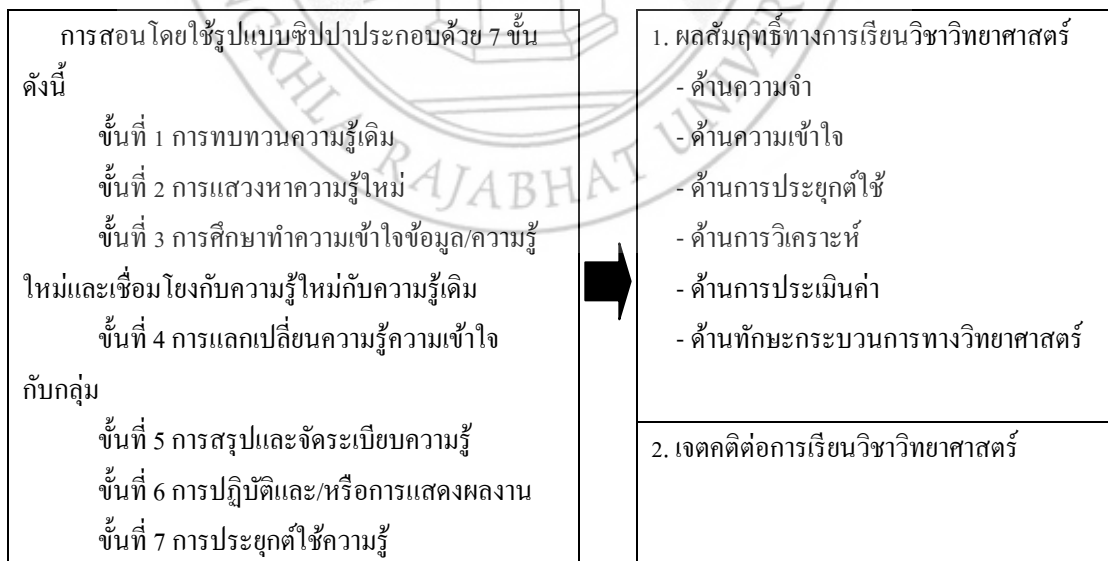 การสอนโดยใช้รูปแบบซิปปาประกอบด้วย 7 ขั้น
ดังนี้
ขั้นที่ 1 การทบทวนความรู้เดิม
ขั้นที่ 2 การแสวงหาความรู้ใหม่
ขั้นที่ 3 การศึกษาทำความเข้าใจข้อมูล/ความรู้
ใหม่และเชื่อมโยงกับความรู้ใหม่กับความรู้เดิม
ขั้นที่ 4 การแลกเปลี่ยนความรู้ความเข้าใจ
กับกลุ่ม
ขั้นที่ 5 การสรุปและจัดระเบียบความรู้
ขั้นที่ 6 การปฏิบัติและ/หรือการแสดงผลงาน
ขั้นที่ 7 การประยุกต์ใช้ความรู้
1. ผลสัมฤทธิ์ทางการเรียนวิชาวิทยาศาสตร์
- ด้านความจำ
- ด้านความเข้าใจ
- ด้านการประยุกต์ใช้
- ด้านการวิเคราะห์
- ด้านการประเมินค่า
- ด้านทักษะกระบวนการทางวิทยาศาสตร์
2. เจตคติต่อการเรียนวิชาวิทยาศาสตร์
RAJABHAT